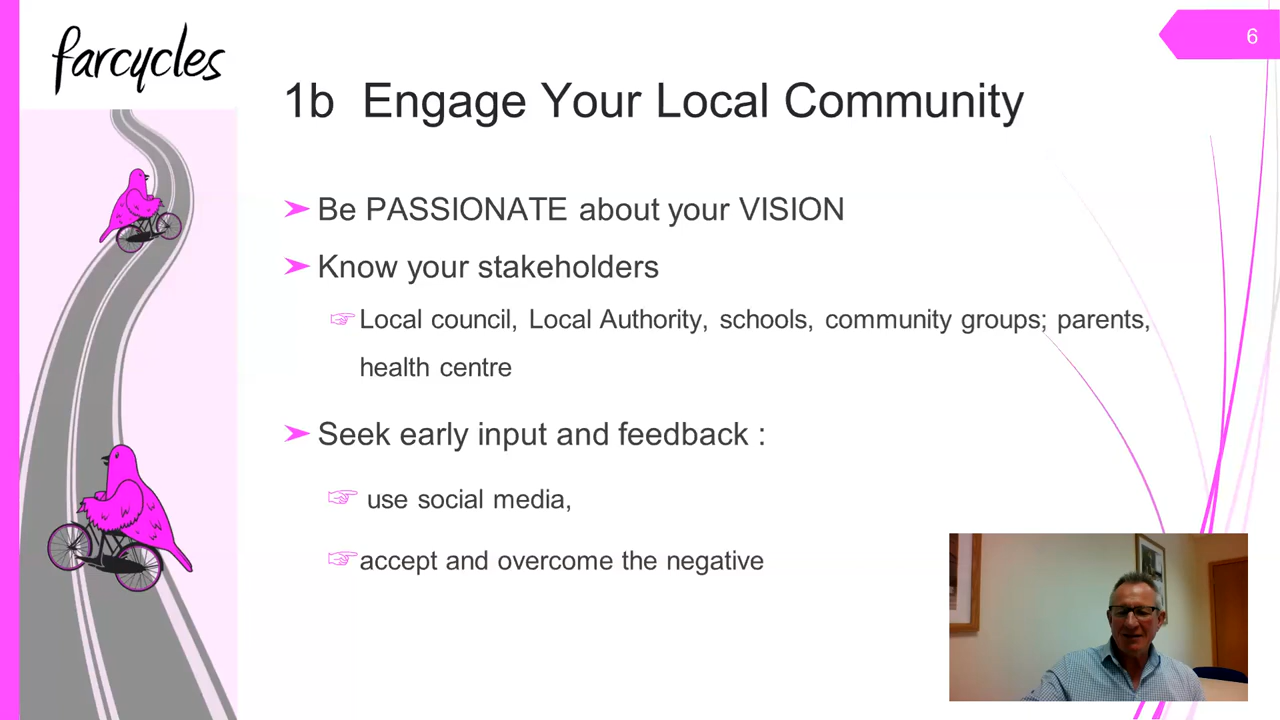 farcycles
6
1b Engage Your Local Community
Be PASSIONATE about your VISION
Know your stakeholders
Local council, Local Authority, schools, community groups; parents,
health centre
Seek early input and feedback :
use social media,
accept and overcome the negative